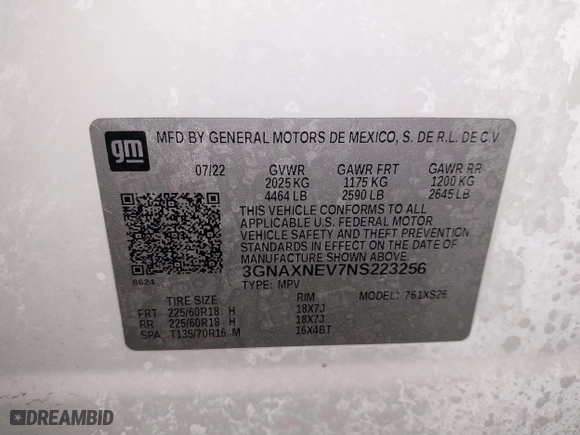 gm
MFD BY GENERAL MOTORS DE MEXICO, S. DE R.L. DE C.V
07/22 GVWR GAWR FRT GAWR RR
2025 KG 1175 KG 1200 KG
4464 LB 2590 LB 2645 LB
THIS VEHICLE CONFORMS TO ALL
APPLICABLE U.S. FEDERAL MOTOR
VEHICLE SAFETY AND THEFT PREVENTION
STANDARDS IN EFFECT ON THE DATE OF
MANUFACTURE SHOWN ABOVE.
8624 3GNAXNEV7NS223256
TYPE: MPV MODEL: 761XS26
TIRE SIZE RIM
FRT 225/60R18 H 18X7J
RR 225/60R18 H 18X7J
SPA T135/70R16 M 16X4BT
DREAMBID